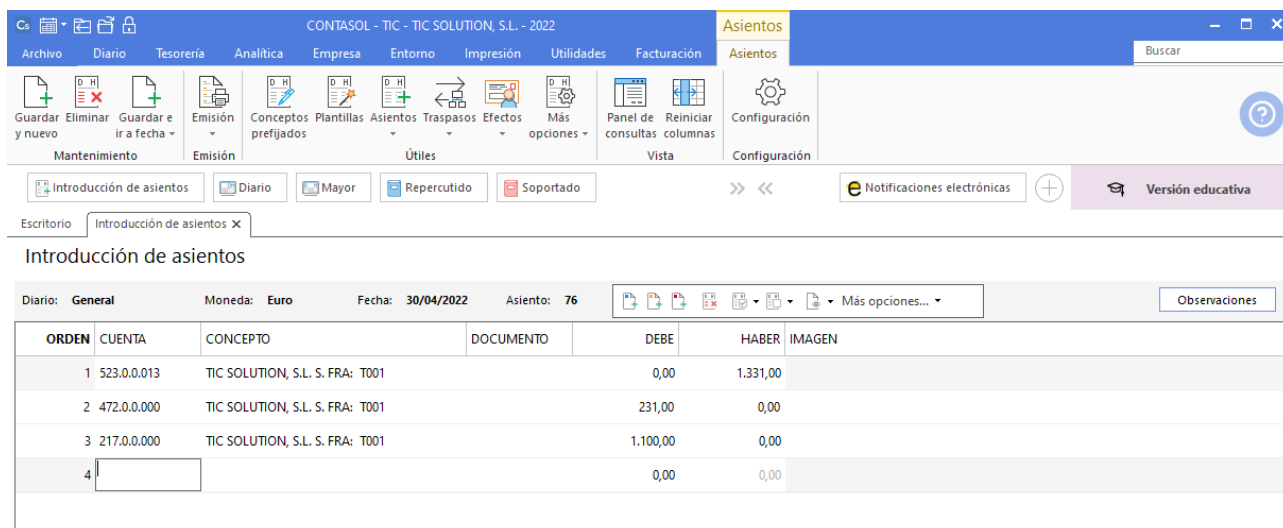 Cs CONTASOL - TIC - TIC SOLUTION, S.L. - 2022 Asientos
Archivo Diario Tesorería Analítica Empresa Entorno Impresión Utilidades Facturación Asientos Buscar
Guardar y nuevo Eliminar Guardar e ir a fecha Emisión Conceptos prefijados Plantillas Asientos Traspasos Efectos Más opciones Panel de consultas Reiniciar columnas Configuración
Mantenimiento Emisión Útiles Vista Configuración
Introducción de asientos Diario Mayor Repercutido Soportado Notificaciones electrónicas Versión educativa
Escritorio Introducción de asientos X
Introducción de asientos
Diario: General Moneda: Euro Fecha: 30/04/2022 Asiento: 76 Más opciones... Observaciones
ORDEN CUENTA CONCEPTO DOCUMENTO DEBE HABER IMAGEN
1 523.0.0.013 TIC SOLUTION, S.L. S. FRA: T001 0,00 1.331,00
2 472.0.0.000 TIC SOLUTION, S.L. S. FRA: T001 231,00 0,00
3 217.0.0.000 TIC SOLUTION, S.L. S. FRA: T001 1.100,00 0,00
4 0,00 0,00